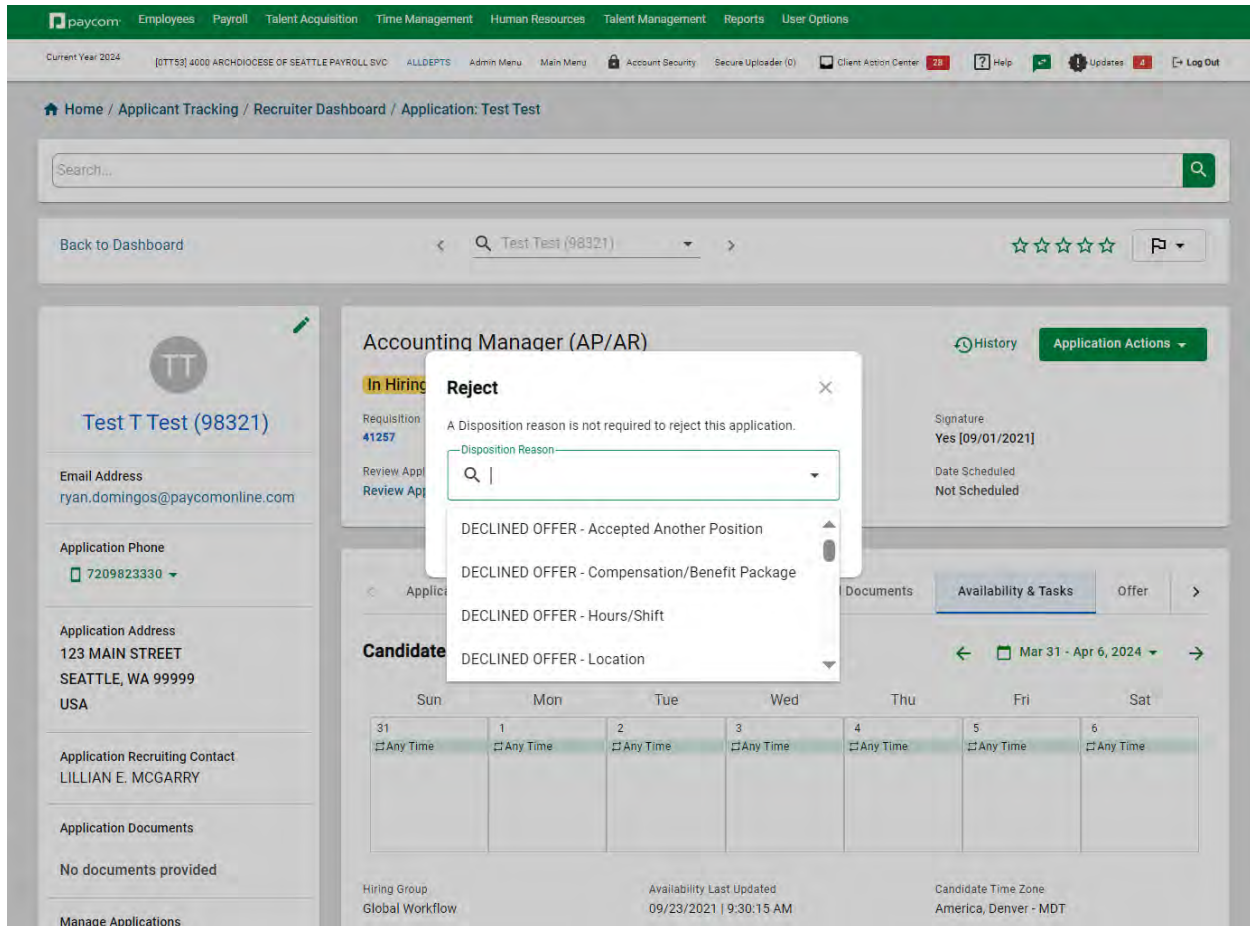 paycom Employees Payroll Talent Acquisition Time Management Human Resources Talent Management Reports User Options
Current Year 2024 [0TT53] 4000 ARCHDIOCESE OF SEATTLE PAYROLL SVC ALLDEPTS Admin Menu Main Menu Account Security Secure Uploader (0) Client Action Center 28 ? Help Updates 4 Log Out
Home / Applicant Tracking / Recruiter Dashboard / Application: Test Test
Search...
Back to Dashboard
Test Test (98321)
TT
Test T Test (98321)
Email Address
ryan.domingos@paycomonline.com
Application Phone
7209823330
Application Address
123 MAIN STREET
SEATTLE, WA 99999
USA
Application Recruiting Contact
LILLIAN E. MCGARRY
Application Documents
No documents provided
Manage Applications
Accounting Manager (AP/AR)
History
Application Actions
In Hiring
Requisition
41257
Signature
Yes [09/01/2021]
Review Appl
Review App
Date Scheduled
Not Scheduled
Reject
A Disposition reason is not required to reject this application.
Disposition Reason
DECLINED OFFER - Accepted Another Position
DECLINED OFFER - Compensation/Benefit Package
DECLINED OFFER - Hours/Shift
DECLINED OFFER - Location
Applica
Documents
Availability & Tasks
Offer
Candidate
Mar 31 - Apr 6, 2024
Sun Mon Tue Wed Thu Fri Sat
31 1 2 3 4 5 6
Any Time Any Time Any Time Any Time Any Time Any Time Any Time
Hiring Group
Global Workflow
Availability Last Updated
09/23/2021 | 9:30:15 AM
Candidate Time Zone
America, Denver - MDT